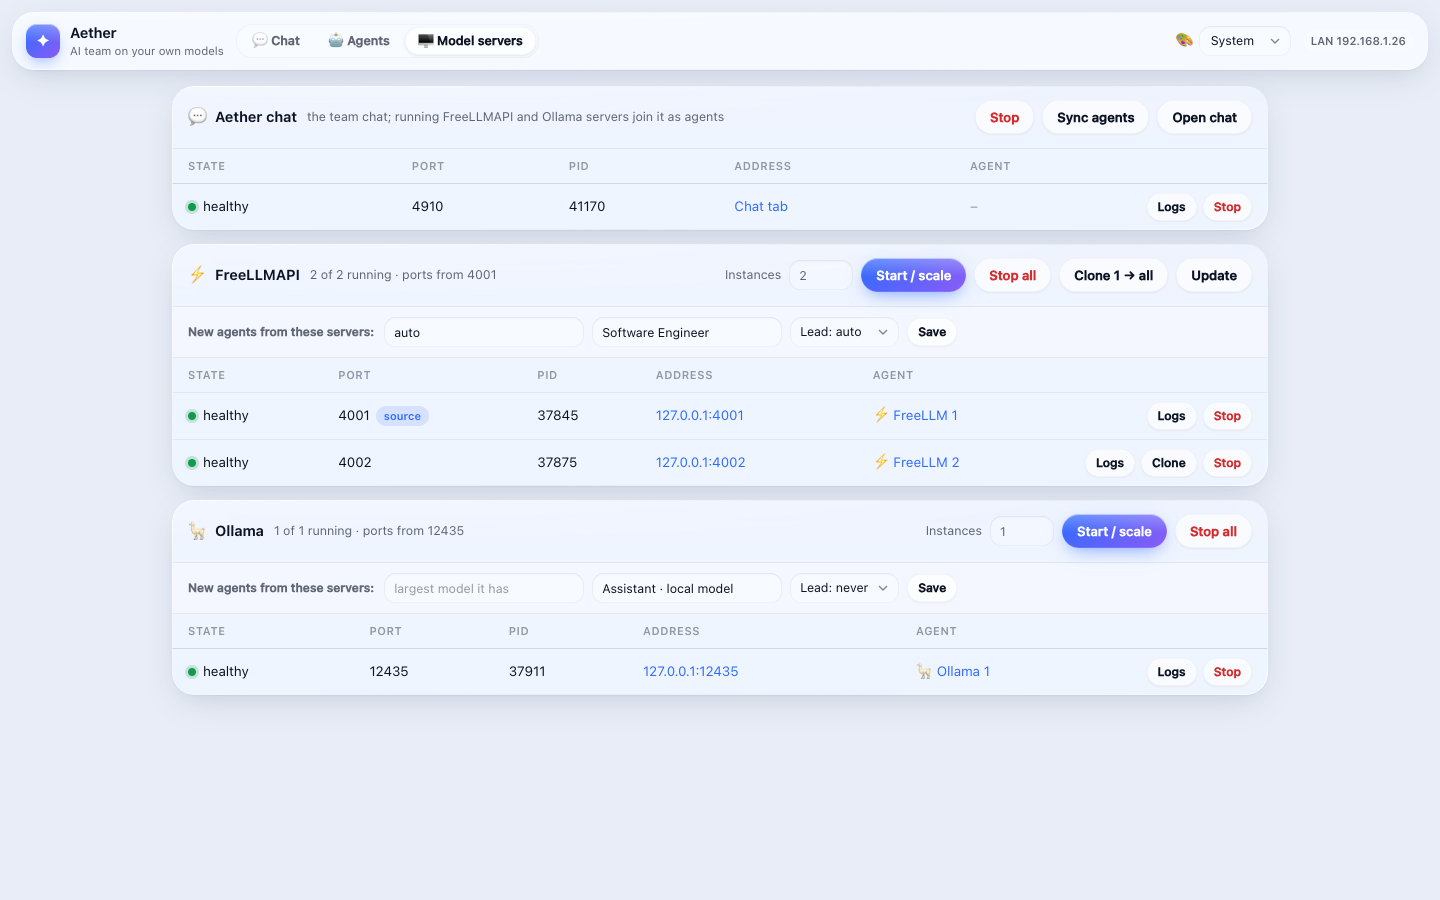 Aether
AI team on your own models
Chat
Agents
Model servers
System
LAN 192.168.1.26
Aether chat the team chat; running FreeLLMAPI and Ollama servers join it as agents
Stop Sync agents Open chat
STATE PORT PID ADDRESS AGENT
healthy 4910 41170 Chat tab – Logs Stop
FreeLLMAPI 2 of 2 running · ports from 4001 Instances 2 Start / scale Stop all Clone 1 → all Update
New agents from these servers: auto Software Engineer Lead: auto Save
STATE PORT PID ADDRESS AGENT
healthy 4001 source 37845 127.0.0.1:4001 ⚡ FreeLLM 1 Logs Stop
healthy 4002 37875 127.0.0.1:4002 ⚡ FreeLLM 2 Logs Clone Stop
Ollama 1 of 1 running · ports from 12435 Instances 1 Start / scale Stop all
New agents from these servers: largest model it has Assistant · local model Lead: never Save
STATE PORT PID ADDRESS AGENT
healthy 12435 37911 127.0.0.1:12435 🦙 Ollama 1 Logs Stop